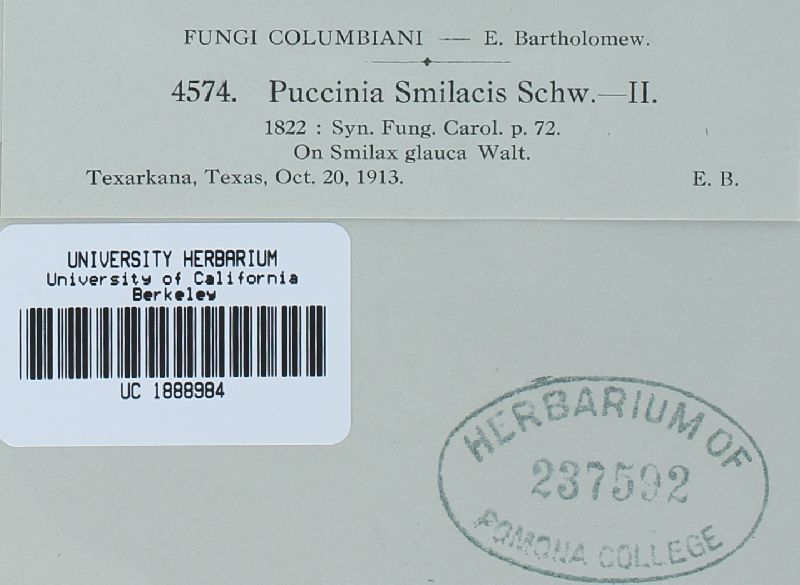 FUNGI COLUMBIANI — E. Bartholomew.
4574. Puccinia Smilacis Schw.—II.
1822 : Syn. Fung. Carol. p. 72.
On Smilax glauca Walt.
Texarkana, Texas, Oct. 20, 1913. E. B.
UNIVERSITY HERBARIUM
University of California
Berkeley
UC 1888984
HERBARIUM OF
237592
POMONA COLLEGE